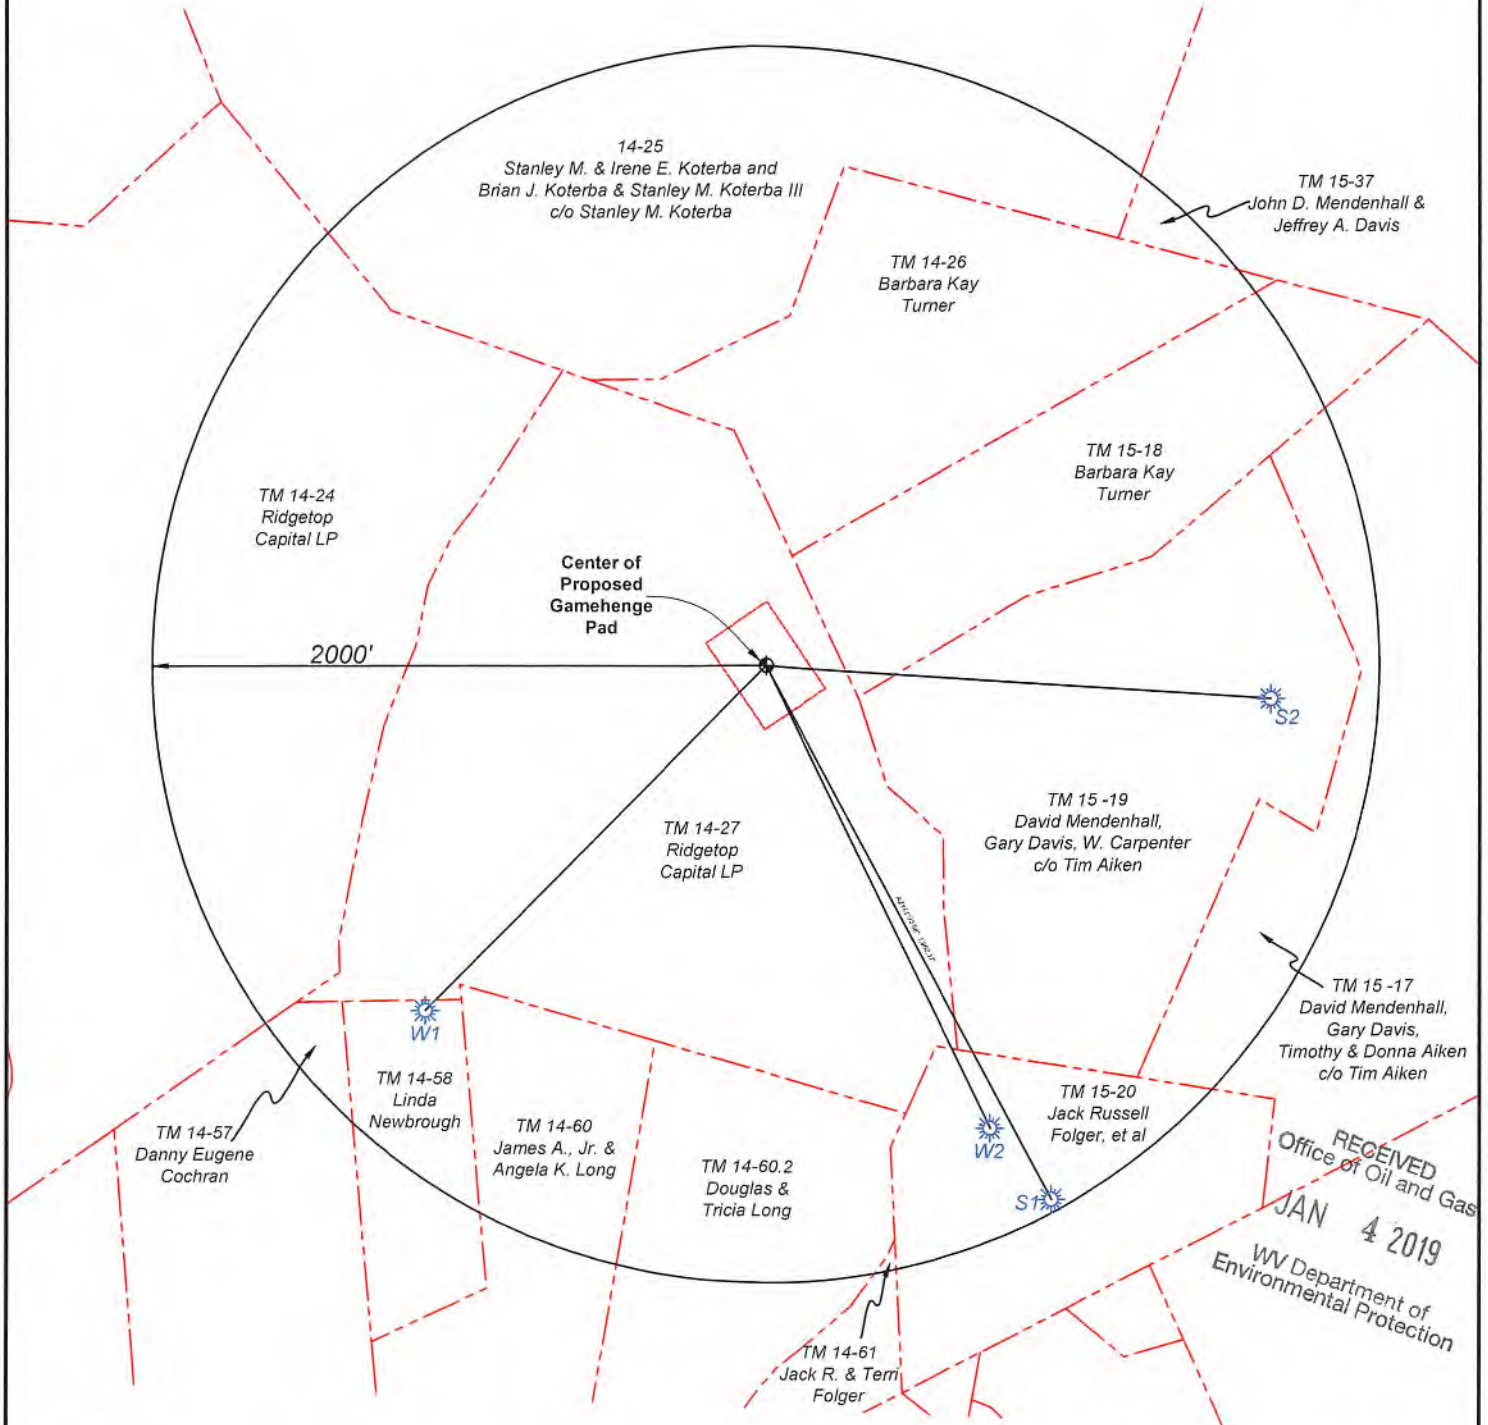 14-25
Stanley M. & Irene E. Koterba and
Brian J. Koterba & Stanley M. Koterba III
c/o Stanley M. Koterba
TM 15-37
John D. Mendenhall &
Jeffrey A. Davis
TM 14-26
Barbara Kay
Turner
TM 15-18
Barbara Kay
Turner
TM 14-24
Ridgetop
Capital LP
Center of
Proposed
Gamehenge
Pad
2000'
S2
TM 14-27
Ridgetop
Capital LP
TM 15 -19
David Mendenhall,
Gary Davis, W. Carpenter
c/o Tim Aiken
TM 15 -17
David Mendenhall,
Gary Davis,
Timothy & Donna Aiken
c/o Tim Aiken
W1
TM 14-58
Linda
Newbrough
TM 14-57
Danny Eugene
Cochran
TM 14-60
James A., Jr. &
Angela K. Long
TM 14-60.2
Douglas &
Tricia Long
W2
S1
TM 15-20
Jack Russell
Folger, et al
TM 14-61
Jack R. & Terri
Folger
RECEIVED
Office of Oil and Gas
JAN 4 2019
WV Department of
Environmental Protection